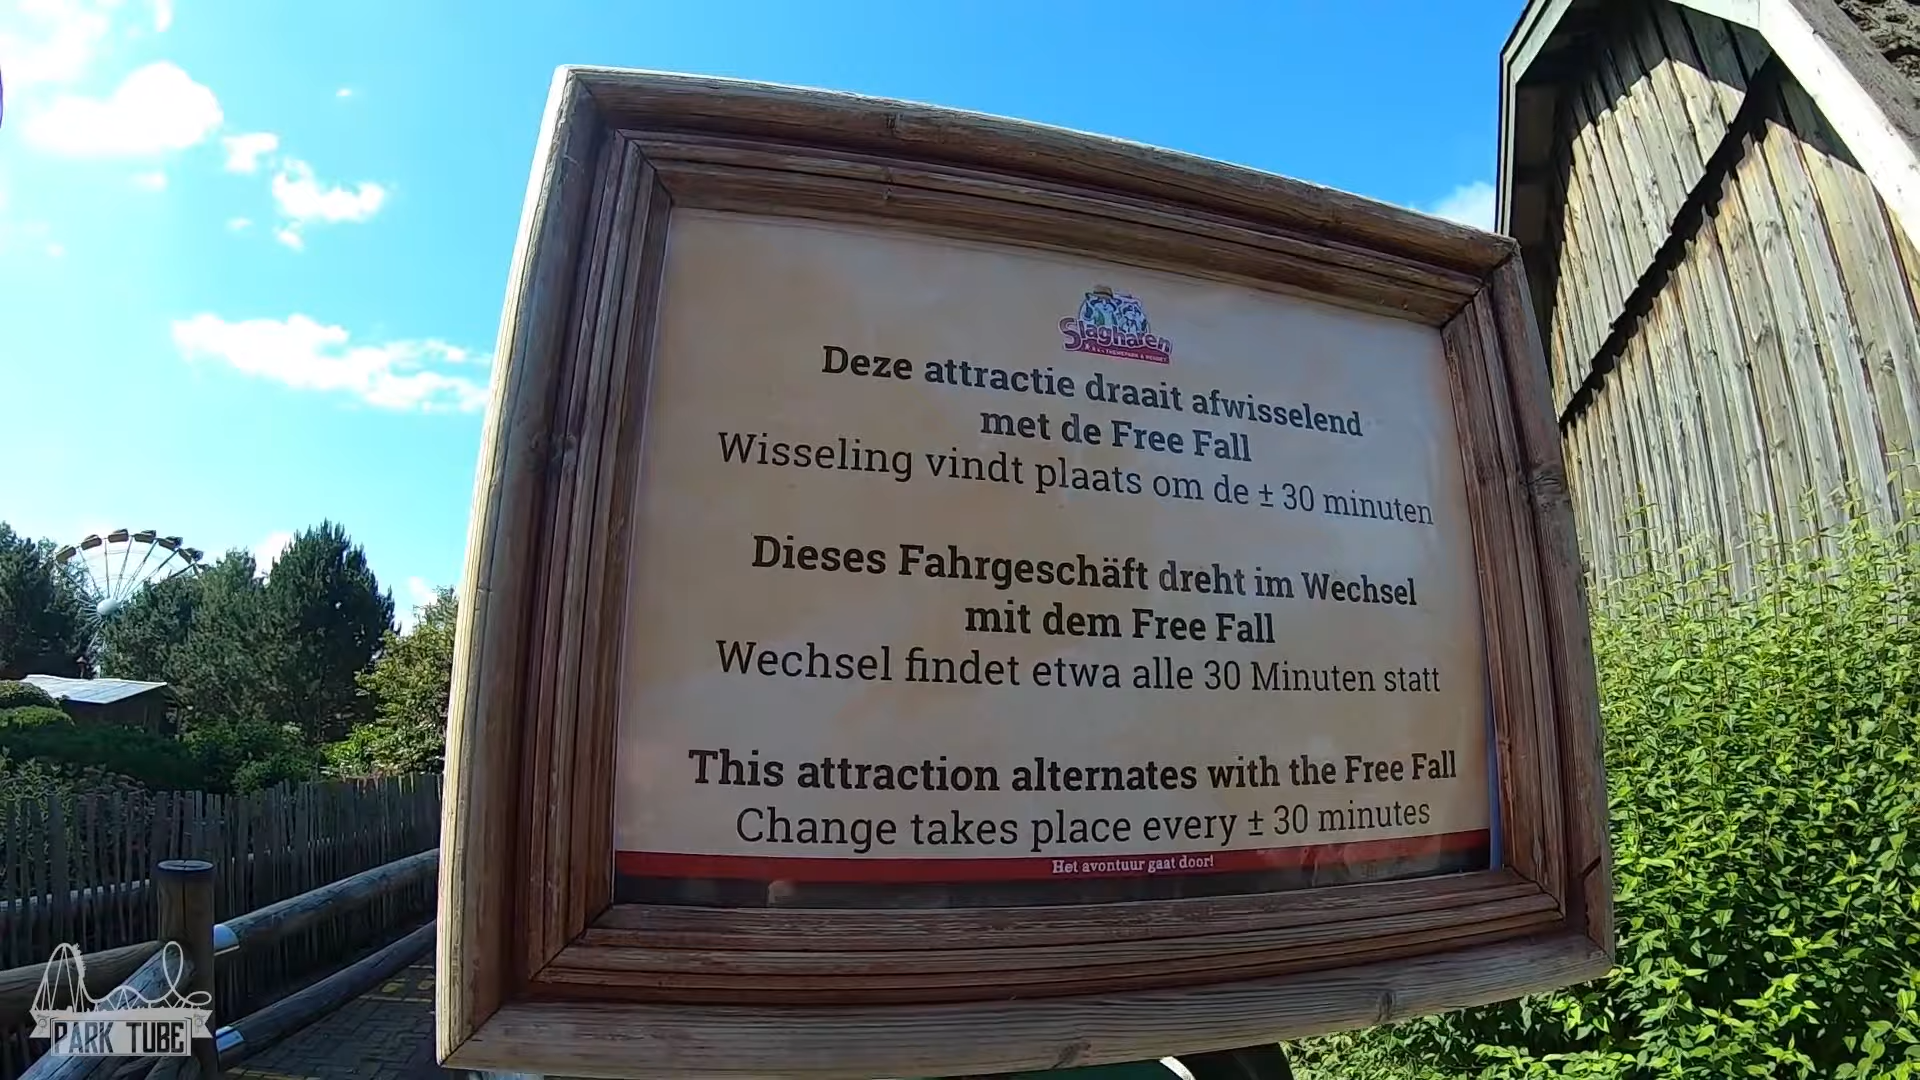 Slagharen
THEMEPARK & RESORT
Deze attractie draait afwisselend
met de Free Fall
Wisseling vindt plaats om de ± 30 minuten
Dieses Fahrgeschäft dreht im Wechsel
mit dem Free Fall
Wechsel findet etwa alle 30 Minuten statt
This attraction alternates with the Free Fall
Change takes place every ± 30 minutes
Het avontuur gaat door!
PARK TUBE